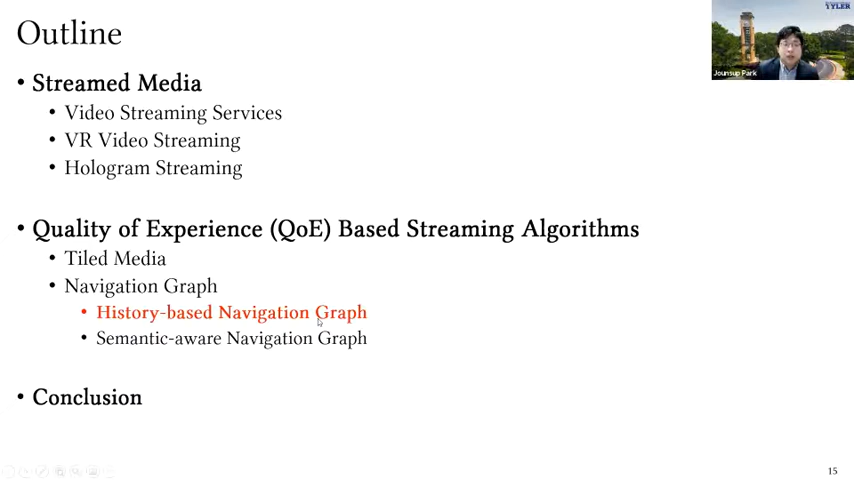 Outline
TYLER
Jounsup Park
• Streamed Media
• Video Streaming Services
• VR Video Streaming
• Hologram Streaming
• Quality of Experience (QoE) Based Streaming Algorithms
• Tiled Media
• Navigation Graph
• History-based Navigation Graph
• Semantic-aware Navigation Graph
• Conclusion
15